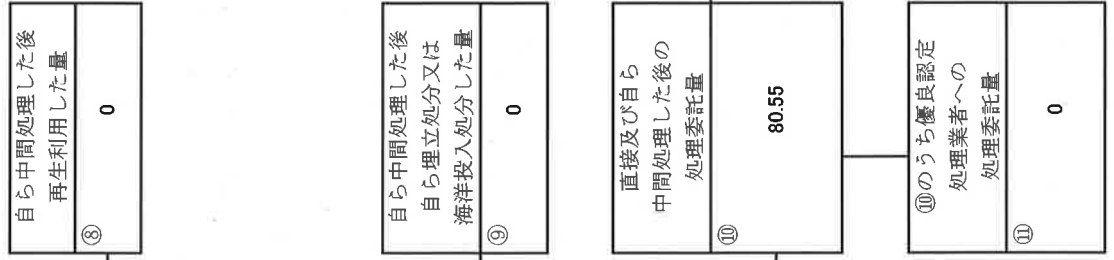 自ら中間処理した後
再生利用した量
⑧
0
自ら中間処理した後
自ら埋立処分又は
海洋投入処分した量
⑨
0
直接及び自ら
中間処理した後の
処理委託量
⑩
80.55
⑩のうち優良認定
処理業者への
処理委託量
⑪
0